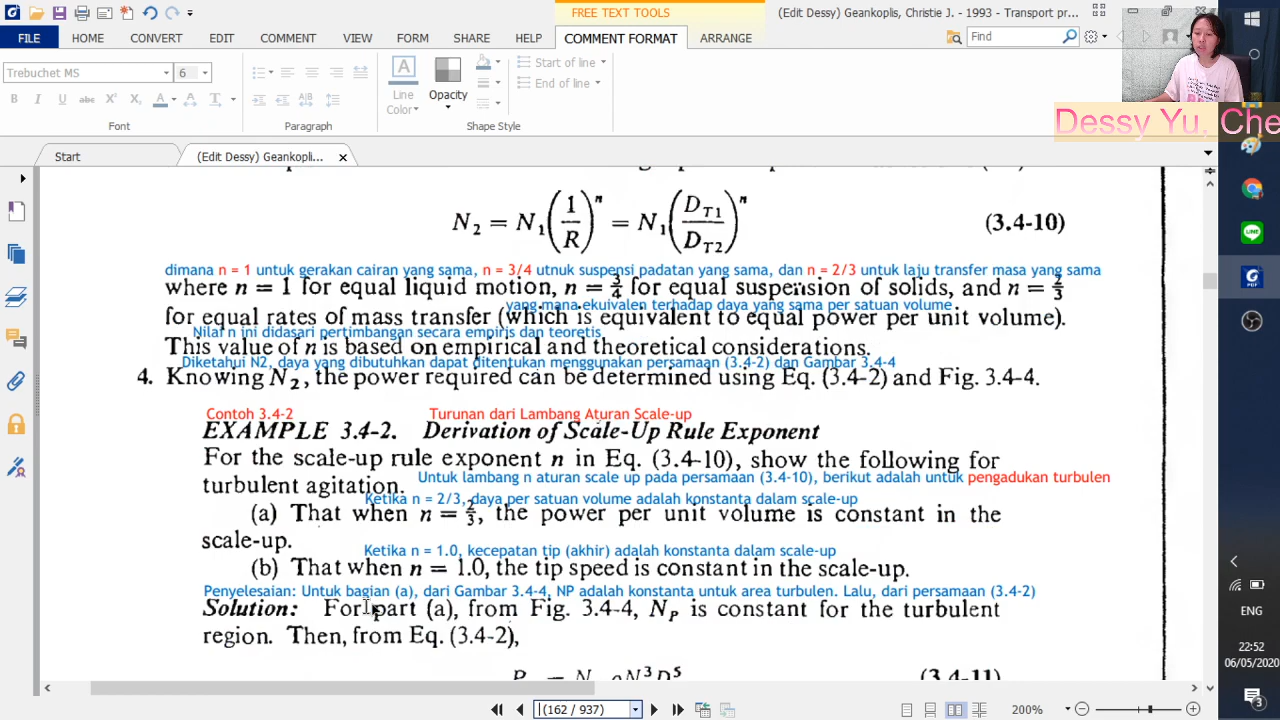 FREE TEXT TOOLS
(Edit Dessy) Geankoplis, Christie J. - 1993 - Transport pr...
FILE HOME CONVERT EDIT COMMENT VIEW FORM SHARE HELP COMMENT FORMAT ARRANGE
Find
Trebuchet MS 6
Start of line
End of line
Line Color
Opacity
Font Paragraph Shape Style
Dessy Yu, Che
Start
(Edit Dessy) Geankopli...
N₂ = N₁(1/R)ⁿ = N₁(D_T1/D_T2)ⁿ (3.4-10)
dimana n = 1 untuk gerakan cairan yang sama, n = 3/4 utnuk suspensi padatan yang sama, dan n = 2/3 untuk laju transfer masa yang sama
where n = 1 for equal liquid motion, n = 3/4 for equal suspension of solids, and n = 2/3
yang mana ekuivalen terhadap daya yang sama per satuan volume
for equal rates of mass transfer (which is equivalent to equal power per unit volume).
Nilai n ini didasari pertimbangan secara empiris dan teoretis
This value of n is based on empirical and theoretical considerations.
Diketahui N2, daya yang dibutuhkan dapat ditentukan menggunakan persamaan (3.4-2) dan Gambar 3.4-4
4. Knowing N₂, the power required can be determined using Eq. (3.4-2) and Fig. 3.4-4.
Contoh 3.4-2 Turunan dari Lambang Aturan Scale-up
EXAMPLE 3.4-2. Derivation of Scale-Up Rule Exponent
For the scale-up rule exponent n in Eq. (3.4-10), show the following for
Untuk lambang n aturan scale up pada persamaan (3.4-10), berikut adalah untuk pengadukan turbulen
turbulent agitation.
Ketika n = 2/3, daya per satuan volume adalah konstanta dalam scale-up
(a) That when n = 2/3, the power per unit volume is constant in the
scale-up.
Ketika n = 1.0, kecepatan tip (akhir) adalah konstanta dalam scale-up
(b) That when n = 1.0, the tip speed is constant in the scale-up.
Penyelesaian: Untuk bagian (a), dari Gambar 3.4-4, NP adalah konstanta untuk area turbulen. Lalu, dari persamaan (3.4-2)
Solution: For part (a), from Fig. 3.4-4, N_P is constant for the turbulent
region. Then, from Eq. (3.4-2),
(3.4-11)
(162 / 937)
200%
ENG
22:52
06/05/2020
3